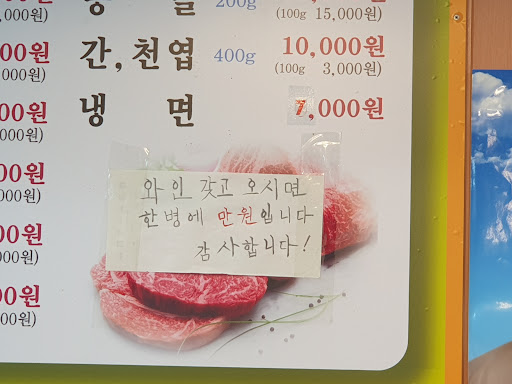 200g
,000원 (100g 15,000원)
00원 간, 천엽 400g 10,000원
,000원) (100g 3,000원)
00원 냉 면 7,000원
000원)
00원
000원)
와인 갖고 오시면
한병에 만원입니다
감사합니다!
00원
000원)
00원
000원)